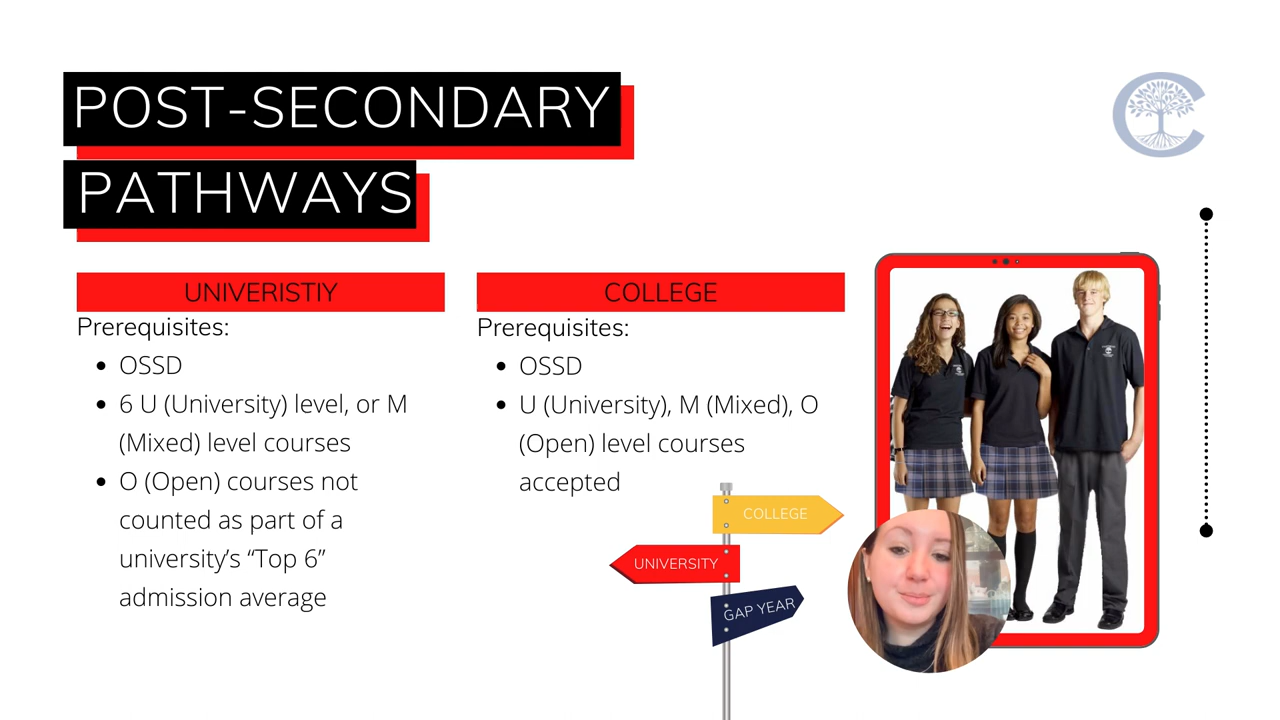 POST-SECONDARY
PATHWAYS
UNIVERISTIY
Prerequisites:
• OSSD
• 6 U (University) level, or M
(Mixed) level courses
• O (Open) courses not
counted as part of a
university's “Top 6”
admission average
COLLEGE
Prerequisites:
• OSSD
• U (University), M (Mixed), O
(Open) level courses
accepted
COLLEGE
UNIVERSITY
GAP YEAR